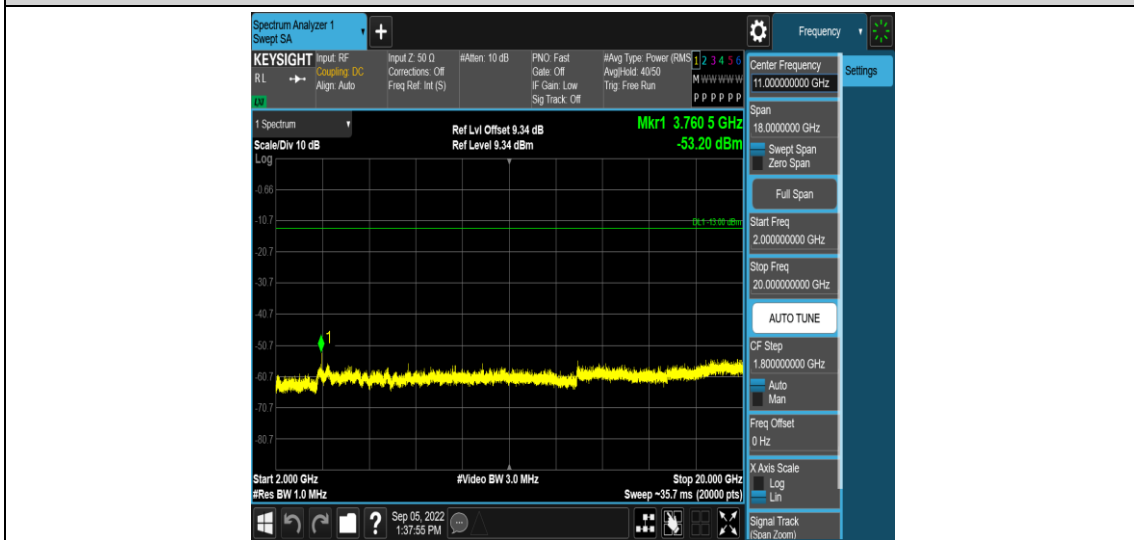 Spectrum Analyzer 1
Swept SA
+
Frequency
KEYSIGHT
RL
Input: RF
Coupling: DC
Align: Auto
Input Z: 50 Ω
Corrections: Off
Freq Ref: Int (S)
#Atten: 10 dB
PNO: Fast
Gate: Off
IF Gain: Low
Sig Track: Off
#Avg Type: Power (RMS
Avg|Hold: 40/50
Trig: Free Run
1 2 3 4 5 6
M W W W W W
P P P P P P
1 Spectrum
Scale/Div 10 dB
Ref Lvl Offset 9.34 dB
Ref Level 9.34 dBm
Mkr1 3.760 5 GHz
-53.20 dBm
Log
-0.66
-10.7
-20.7
-30.7
-40.7
-50.7
-60.7
-70.7
-80.7
DL1 -13.00 dBm
1
Start 2.000 GHz
#Res BW 1.0 MHz
#Video BW 3.0 MHz
Stop 20.000 GHz
Sweep ~35.7 ms (20000 pts)
Center Frequency
11.000000000 GHz
Settings
Span
18.0000000 GHz
Swept Span
Zero Span
Full Span
Start Freq
2.000000000 GHz
Stop Freq
20.000000000 GHz
AUTO TUNE
CF Step
1.800000000 GHz
Auto
Man
Freq Offset
0 Hz
X Axis Scale
Log
Lin
Signal Track
(Span Zoom)
?
Sep 05, 2022
1:37:55 PM